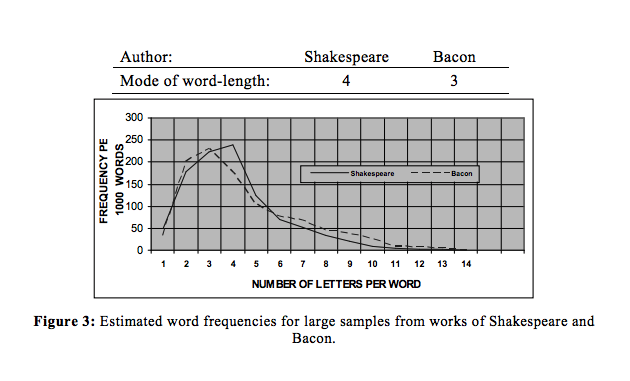 Author: Shakespeare Bacon
Mode of word-length: 4 3
300
250
200
150
100
50
0
FREQUENCY PE
1000 WORDS
Shakespeare Bacon
1 2 3 4 5 6 7 8 9 10 11 12 13 14
NUMBER OF LETTERS PER WORD
Figure 3: Estimated word frequencies for large samples from works of Shakespeare and
Bacon.